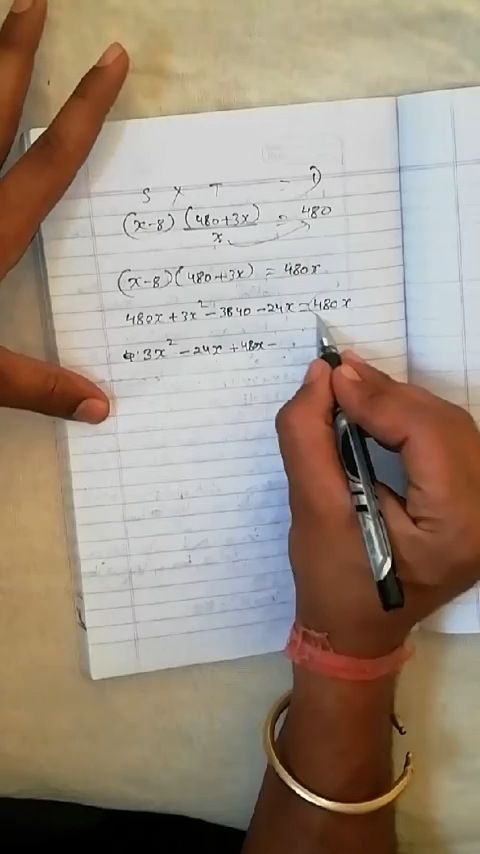 S × T = D
(x-8) (480+3x)/x = 480
(x-8)(480+3x) = 480x
480x + 3x² - 3840 - 24x = 480x
3x² - 24x + 480x -